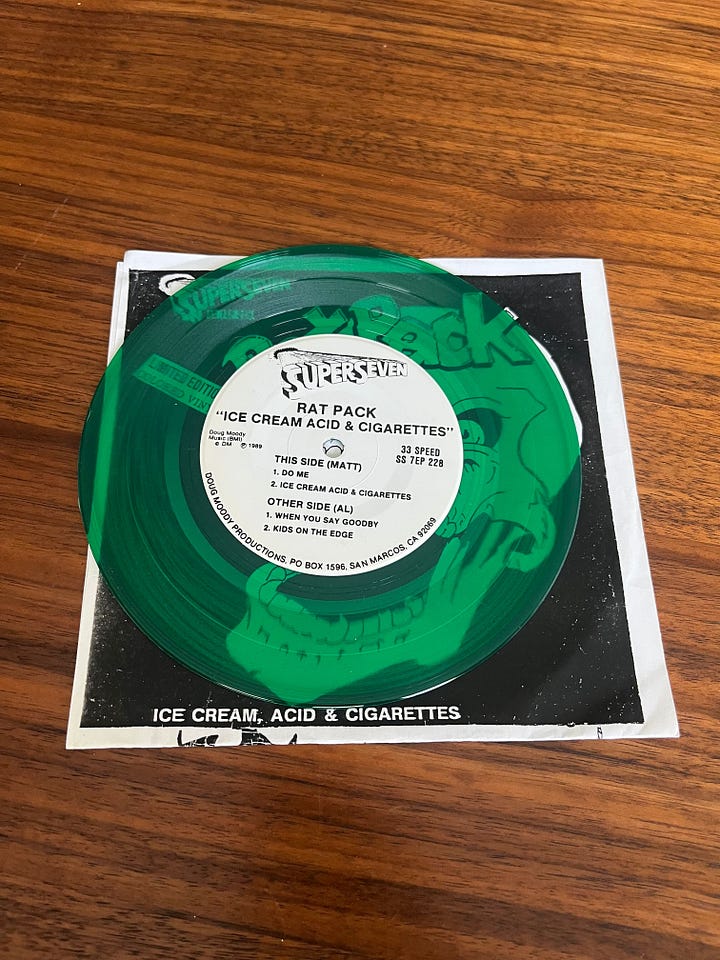 SUPERSEVEN
LIMITED EDITIO
Pack
SUPERSEVEN
RAT PACK
"ICE CREAM ACID & CIGARETTES"
Doug Moody
Music (BMI)
© DM ℗ 1989
33 SPEED
SS 7EP 228
THIS SIDE (MATT)
1. DO ME
2. ICE CREAM ACID & CIGARETTES
OTHER SIDE (AL)
1. WHEN YOU SAY GOODBY
2. KIDS ON THE EDGE
DOUG MOODY PRODUCTIONS, PO BOX 1596, SAN MARCOS, CA 92069
ICE CREAM, ACID & CIGARETTES